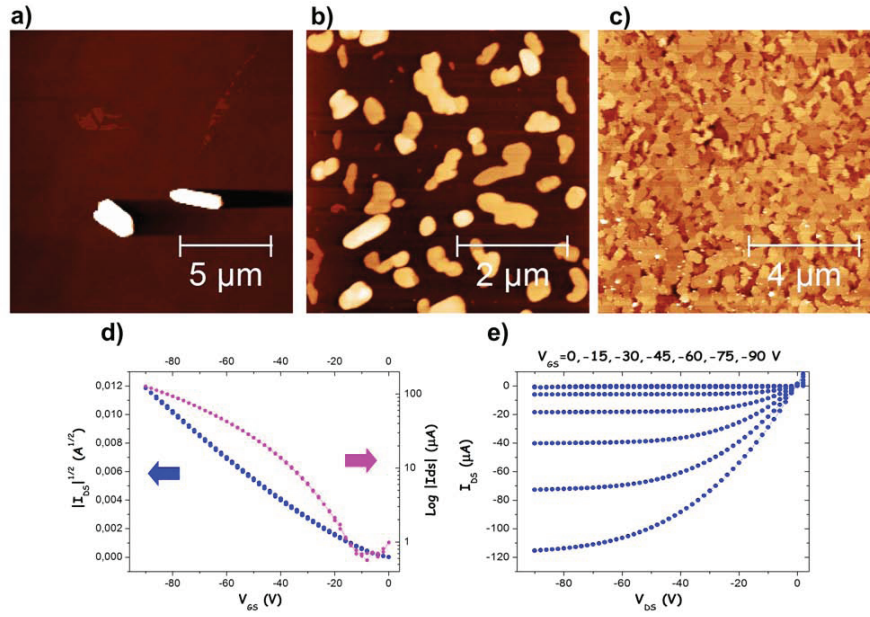 a)
b)
c)
5 µm
2 µm
4 µm
d)
e)
-80 -60 -40 -20 0
0,012
0,010
0,008
0,006
0,004
0,002
0,000
|I_DS|^1/2 (A^1/2)
100
10
1
Log |Ids| (µA)
-80 -60 -40 -20 0
V_GS (V)
V_GS=0, -15, -30, -45, -60, -75, -90 V
0
-20
-40
-60
-80
-100
-120
I_DS (µA)
-80 -60 -40 -20 0
V_DS (V)